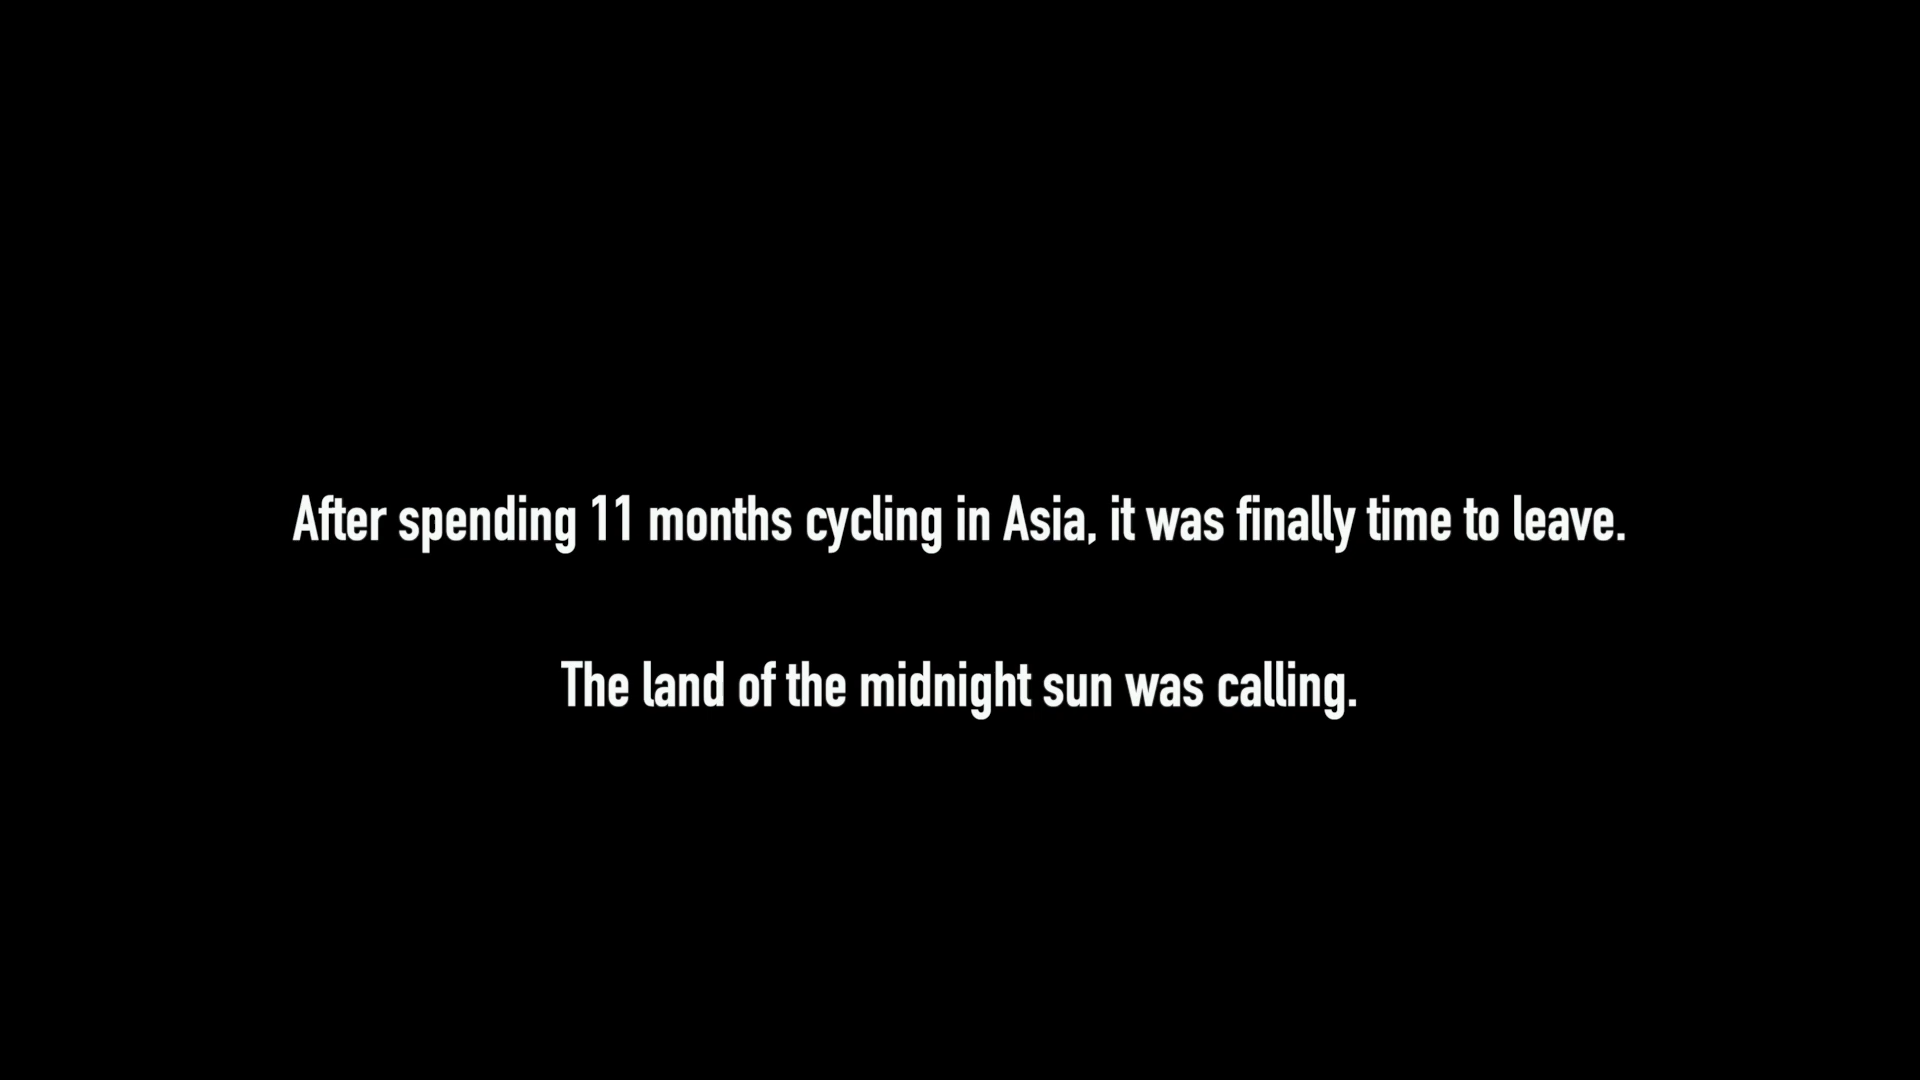 After spending 11 months cycling in Asia, it was finally time to leave.
The land of the midnight sun was calling.